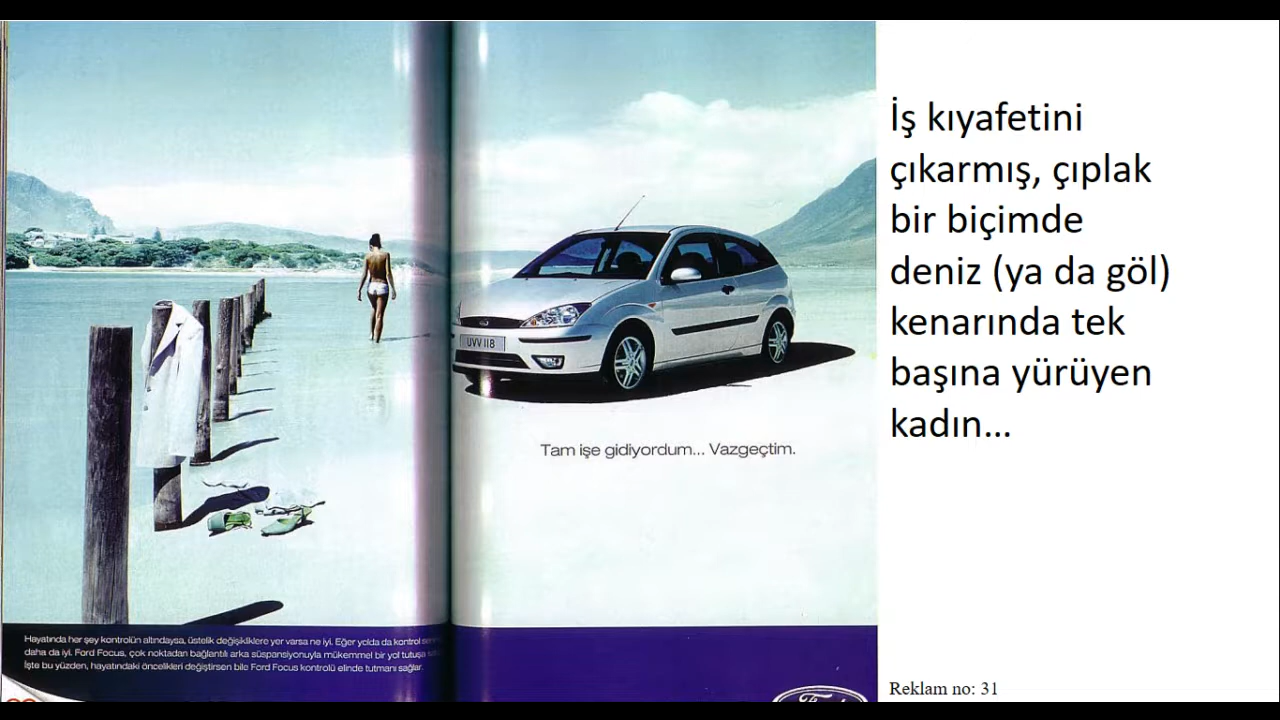 İş kıyafetini
çıkarmış, çıplak
bir biçimde
deniz (ya da göl)
kenarında tek
başına yürüyen
kadın...
UVV 118
Tam işe gidiyordum... Vazgeçtim.
Hayatında her şey kontrolün altındaysa, üstelik değişikliklere yer varsa ne iyi. Eğer yolda da kontrol
daha da iyi. Ford Focus, çok noktadan bağlantılı arka süspansiyonuyla mükemmel bir yol tutuşa
İşte bu yüzden, hayatındaki öncelikleri değiştirsen bile Ford Focus kontrolü elinde tutmanı sağlar.
Ford
Reklam no: 31